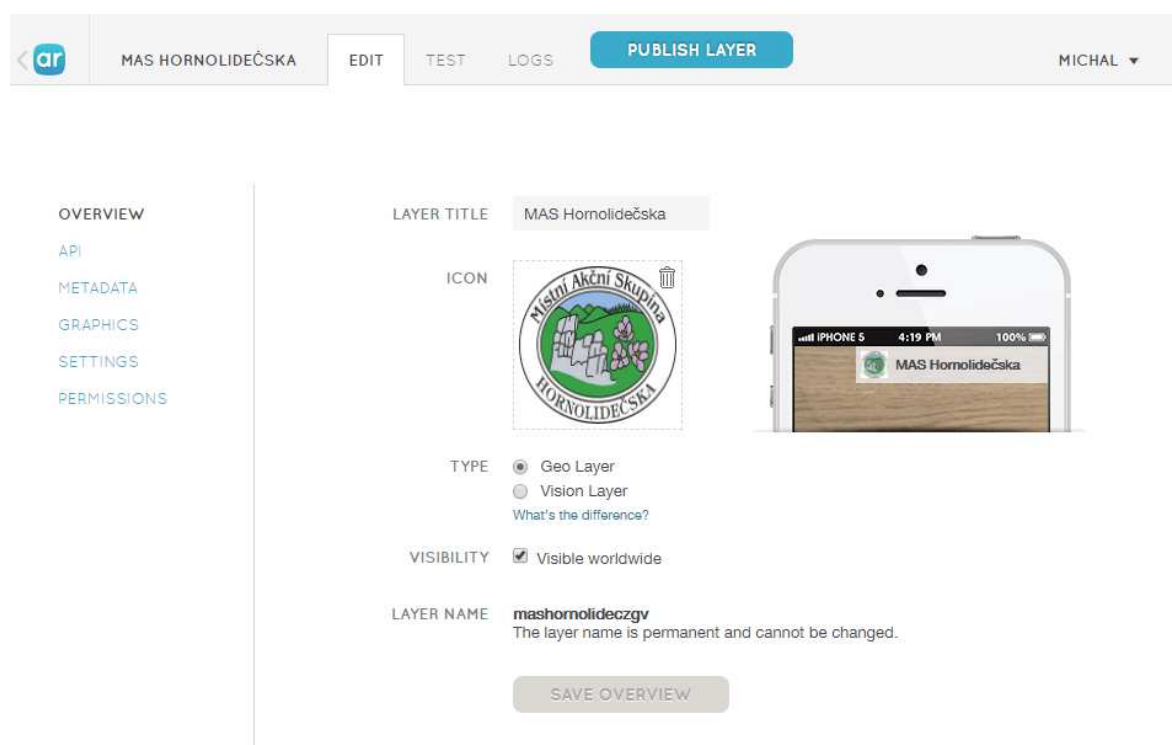 ar
MAS HORNOLIDEČSKA
EDIT
TEST
LOGS
PUBLISH LAYER
MICHAL
OVERVIEW
API
METADATA
GRAPHICS
SETTINGS
PERMISSIONS
LAYER TITLE
MAS Hornolidečska
ICON
Místní Akční Skupina
HORNOLIDEČSKA
IPHONE 5 4:19 PM 100%
MAS Hornolidečska
TYPE
Geo Layer
Vision Layer
What's the difference?
VISIBILITY
Visible worldwide
LAYER NAME
mashornolideczgv
The layer name is permanent and cannot be changed.
SAVE OVERVIEW